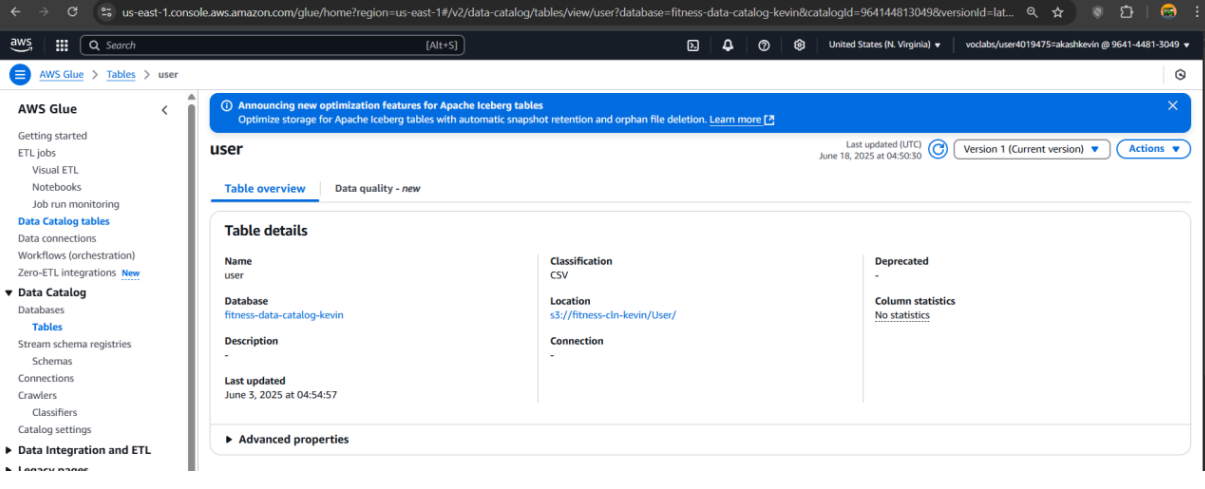 us-east-1.console.aws.amazon.com/glue/home?region=us-east-1#/v2/data-catalog/tables/view/user?database=fitness-data-catalog-kevin&catalogId=964144813049&versionId=lat...
aws
Search
[Alt+S]
United States (N. Virginia)
voclabs/user4019475=akashkevin @ 9641-4481-3049
AWS Glue > Tables > user
AWS Glue
Getting started
ETL jobs
Visual ETL
Notebooks
Job run monitoring
Data Catalog tables
Data connections
Workflows (orchestration)
Zero-ETL integrations New
Data Catalog
Databases
Tables
Stream schema registries
Schemas
Connections
Crawlers
Classifiers
Catalog settings
Data Integration and ETL
Legacy pages
Announcing new optimization features for Apache Iceberg tables
Optimize storage for Apache Iceberg tables with automatic snapshot retention and orphan file deletion. Learn more
user
Last updated (UTC)
June 18, 2025 at 04:50:30
Version 1 (Current version)
Actions
Table overview
Data quality - new
Table details
Name
user
Database
fitness-data-catalog-kevin
Description
-
Last updated
June 3, 2025 at 04:54:57
Classification
CSV
Location
s3://fitness-cln-kevin/User/
Connection
-
Deprecated
-
Column statistics
No statistics
Advanced properties